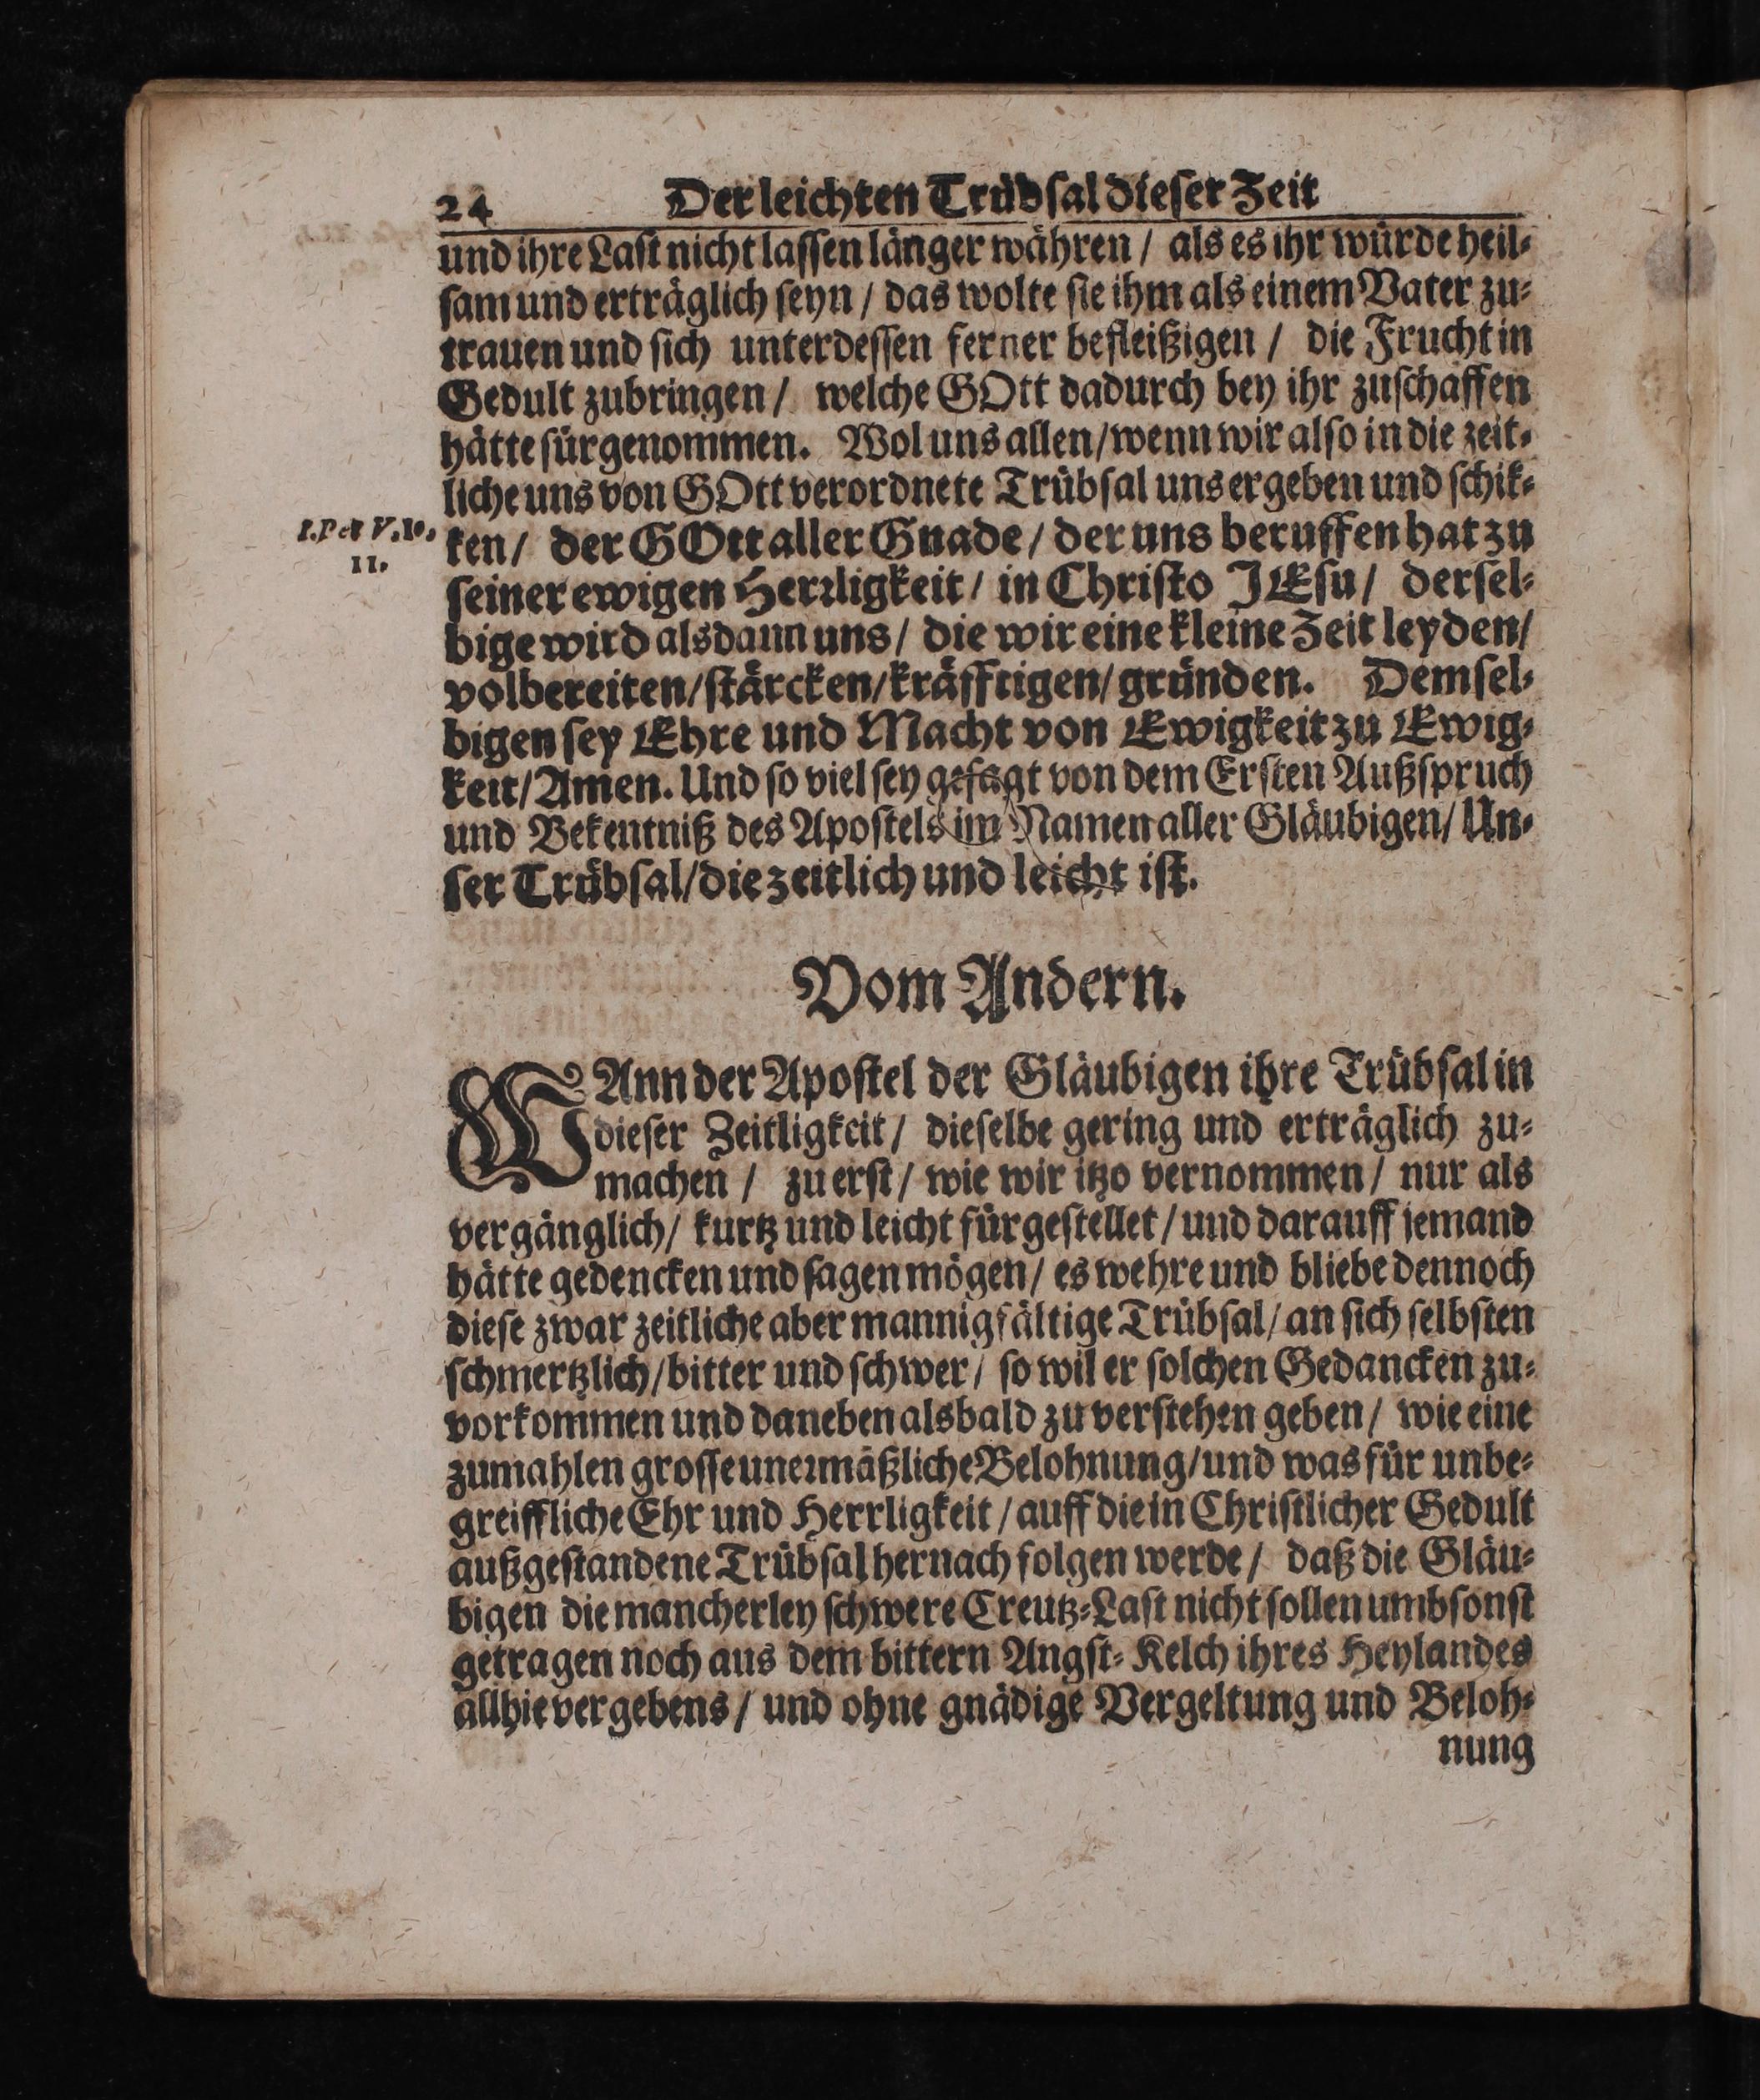 24 Der leichten Trübsal dieser Zeit
und ihre Last nicht lassen länger währen / als es ihr würde heil-
sam und erträglich seyn / das wolte sie ihm als einem Vater zu-
trauen und sich unterdessen ferner befleißigen / die Frucht in
Gedult zubringen / welche GOtt dadurch bey ihr zuschaffen
hätte fürgenommen. Wol uns allen / wenn wir also in die zeit-
liche uns von GOtt verordnete Trübsal uns ergeben und schik-
I. Pet V. 10. ken / der GOtt aller Gnade / der uns beruffen hat zu
11.
seiner ewigen Herrligkeit / in Christo JEsu / dersel-
bige wird alsdann uns / die wir eine kleine Zeit leyden /
volbereiten / stärcken / kräfftigen / gründen. Demsel-
bigen sey Ehre und Macht von Ewigkeit zu Ewig-
keit / Amen. Und so viel sey gesagt von dem Ersten Außspruch
und Bekentniß des Apostels im Namen aller Gläubigen / Un-
ser Trübsal / die zeitlich und leicht ist.
Vom Andern.
WAnn der Apostel der Gläubigen ihre Trübsal in
dieser Zeitligkeit / dieselbe gering und erträglich zu-
machen / zu erst / wie wir itzo vernommen / nur als
vergänglich / kurtz und leicht fürgestellet / und darauff jemand
hätte gedencken und sagen mögen / es wehre und bliebe dennoch
diese zwar zeitliche aber mannigfältige Trübsal / an sich selbsten
schmertzlich / bitter und schwer / so wil er solchen Gedancken zu-
vorkommen und daneben alsbald zu verstehen geben / wie eine
zumahlen grosse unermäßliche Belohnung / und was für unbe-
greiffliche Ehr und Herrligkeit / auff die in Christlicher Gedult
außgestandene Trübsal hernach folgen werde / daß die Gläu-
bigen die mancherley schwere Creutz-Last nicht sollen umbsonst
getragen noch aus dem bittern Angst-Kelch ihres Heylandes
allhie vergebens / und ohne gnädige Vergeltung und Beloh-
nung